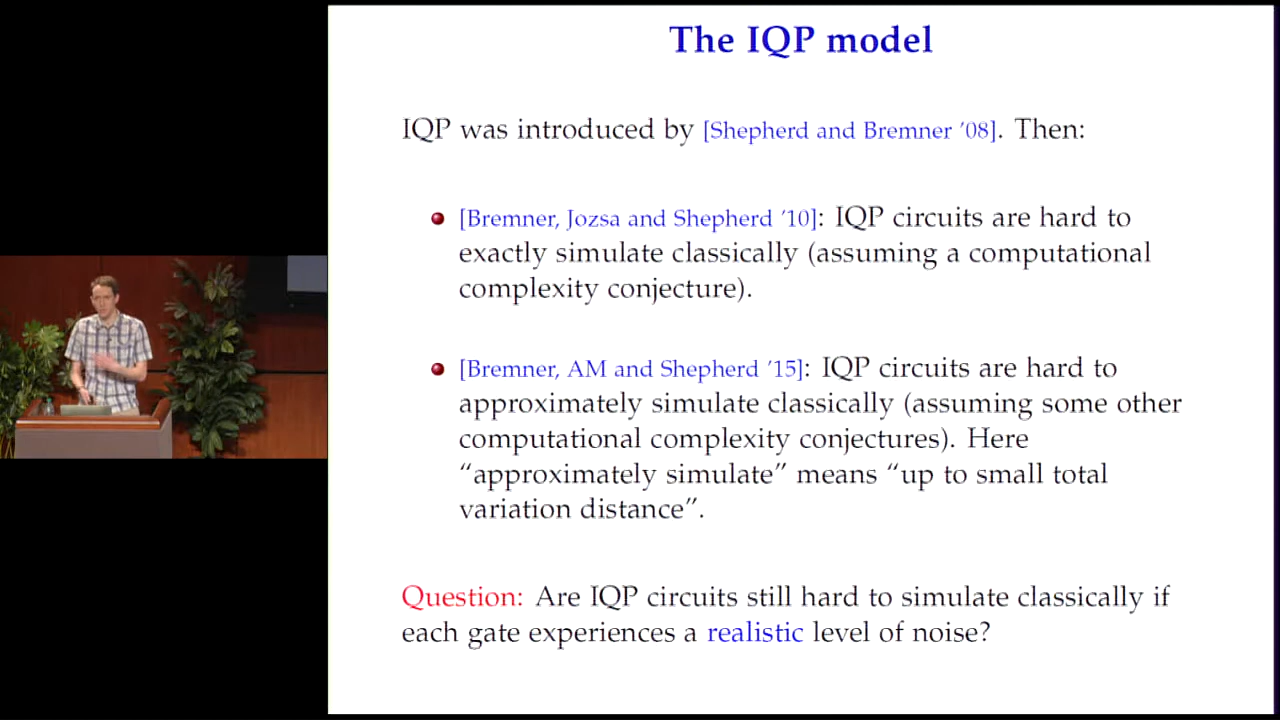 The IQP model
IQP was introduced by [Shepherd and Bremner '08]. Then:
[Bremner, Jozsa and Shepherd '10]: IQP circuits are hard to
exactly simulate classically (assuming a computational
complexity conjecture).
[Bremner, AM and Shepherd '15]: IQP circuits are hard to
approximately simulate classically (assuming some other
computational complexity conjectures). Here
“approximately simulate” means “up to small total
variation distance”.
Question: Are IQP circuits still hard to simulate classically if
each gate experiences a realistic level of noise?